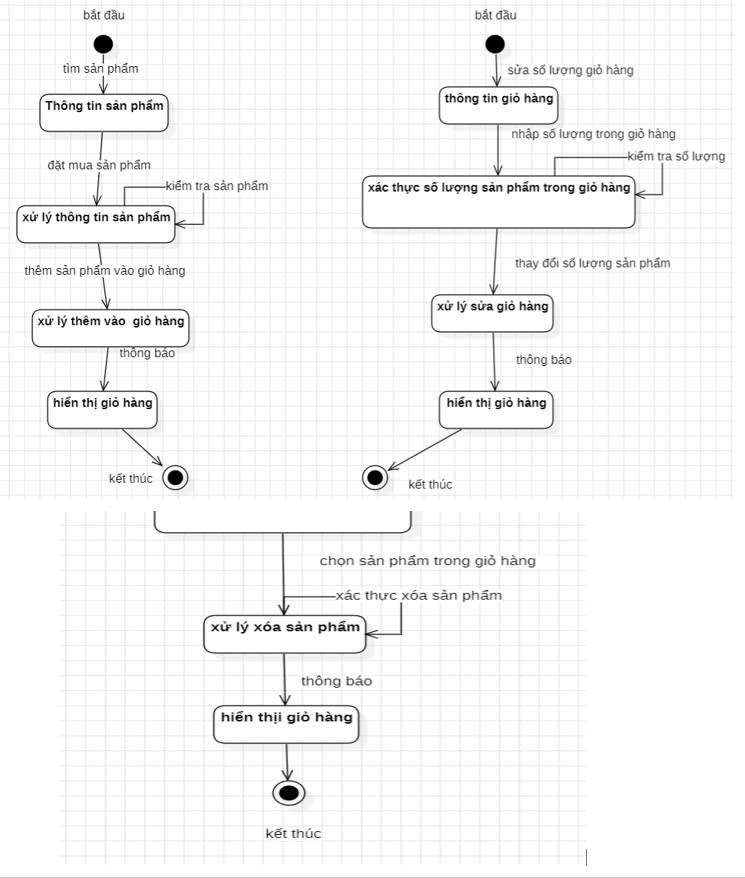 bắt đầu
tìm sản phẩm
Thông tin sản phẩm
đặt mua sản phẩm
kiểm tra sản phẩm
xử lý thông tin sản phẩm
thêm sản phẩm vào giỏ hàng
xử lý thêm vào giỏ hàng
thông báo
hiển thị giỏ hàng
kết thúc
bắt đầu
sửa số lượng giỏ hàng
thông tin giỏ hàng
nhập số lượng trong giỏ hàng
kiểm tra số lượng
xác thực số lượng sản phẩm trong giỏ hàng
thay đổi số lượng sản phẩm
xử lý sửa giỏ hàng
thông báo
hiển thị giỏ hàng
kết thúc
chọn sản phẩm trong giỏ hàng
xác thực xóa sản phẩm
xử lý xóa sản phẩm
thông báo
hiển thịi giỏ hàng
kết thúc